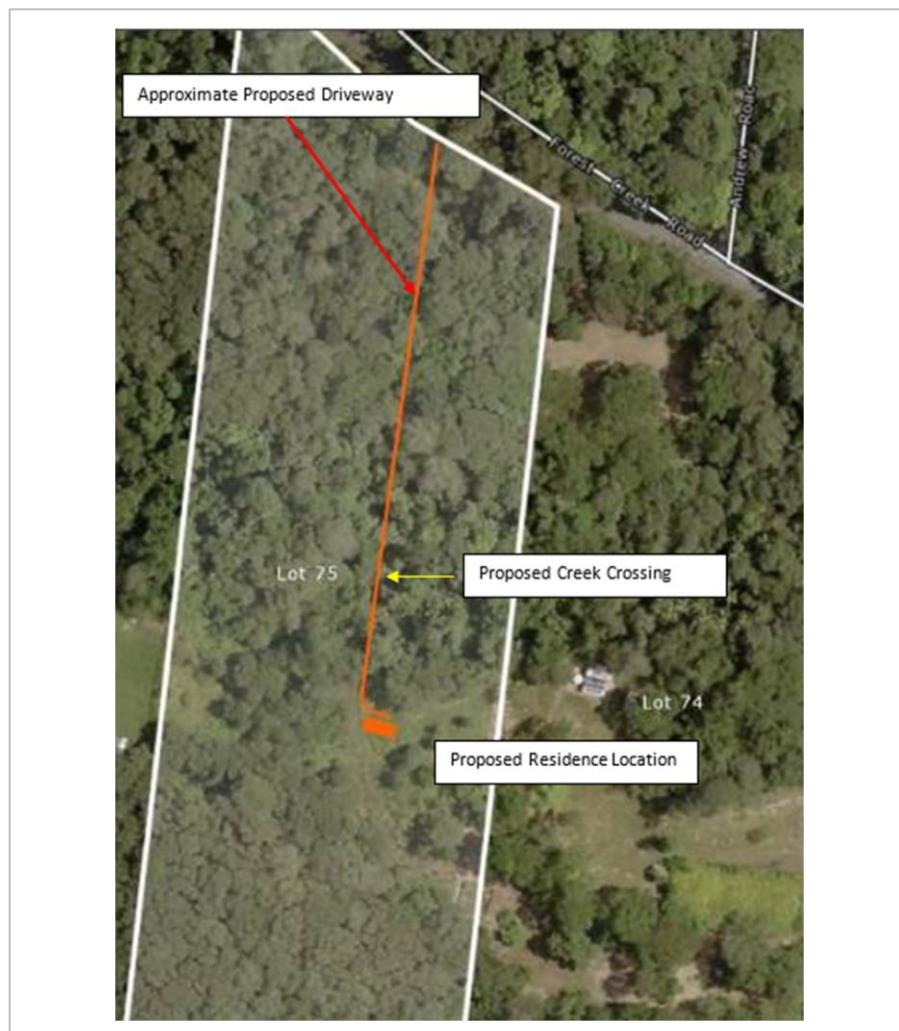 Approximate Proposed Driveway
Forest Creek Road
Andrew Road
Lot 75
Proposed Creek Crossing
Lot 74
Proposed Residence Location